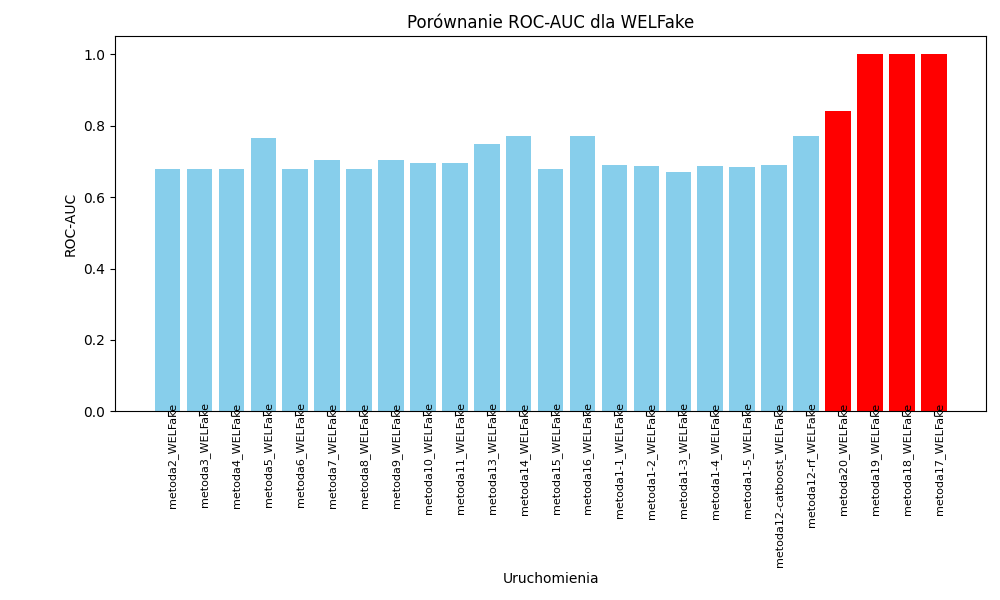 Porównanie ROC-AUC dla WELFake
1.0
0.8
0.6
0.4
0.2
0.0
ROC-AUC
metoda2_WELFake
metoda3_WELFake
metoda4_WELFake
metoda5_WELFake
metoda6_WELFake
metoda7_WELFake
metoda8_WELFake
metoda9_WELFake
metoda10_WELFake
metoda11_WELFake
metoda13_WELFake
metoda14_WELFake
metoda15_WELFake
metoda16_WELFake
metoda1-1_WELFake
metoda1-2_WELFake
metoda1-3_WELFake
metoda1-4_WELFake
metoda1-5_WELFake
metoda12-catboost_WELFake
metoda12-rf_WELFake
metoda20_WELFake
metoda19_WELFake
metoda18_WELFake
metoda17_WELFake
Uruchomienia